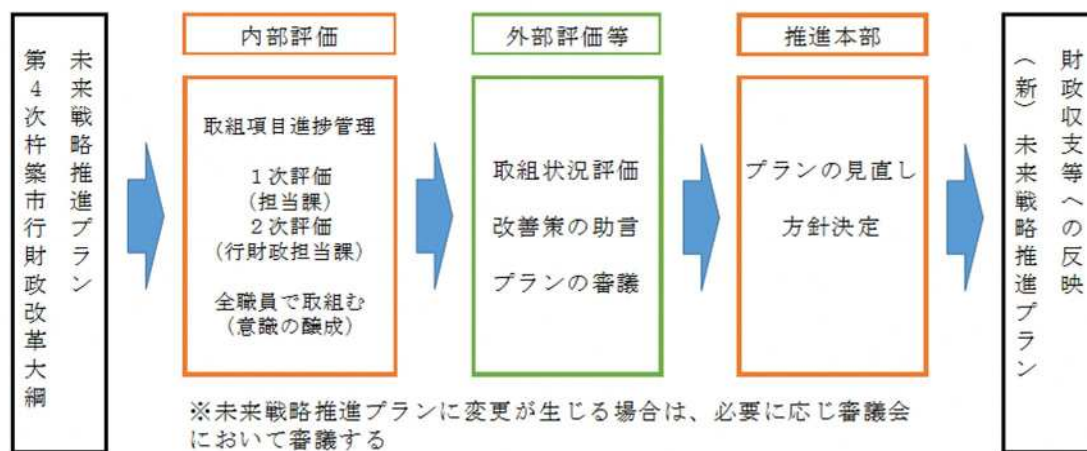 未来戦略推進プラン
第4次杵築市行財政改革大綱
内部評価
取組項目進捗管理
1次評価
(担当課)
2次評価
(行財政担当課)
全職員で取組む
(意識の醸成)
外部評価等
取組状況評価
改善策の助言
プランの審議
推進本部
プランの見直し
方針決定
財政収支等への反映
（新）未来戦略推進プラン
※未来戦略推進プランに変更が生じる場合は、必要に応じ審議会
において審議する